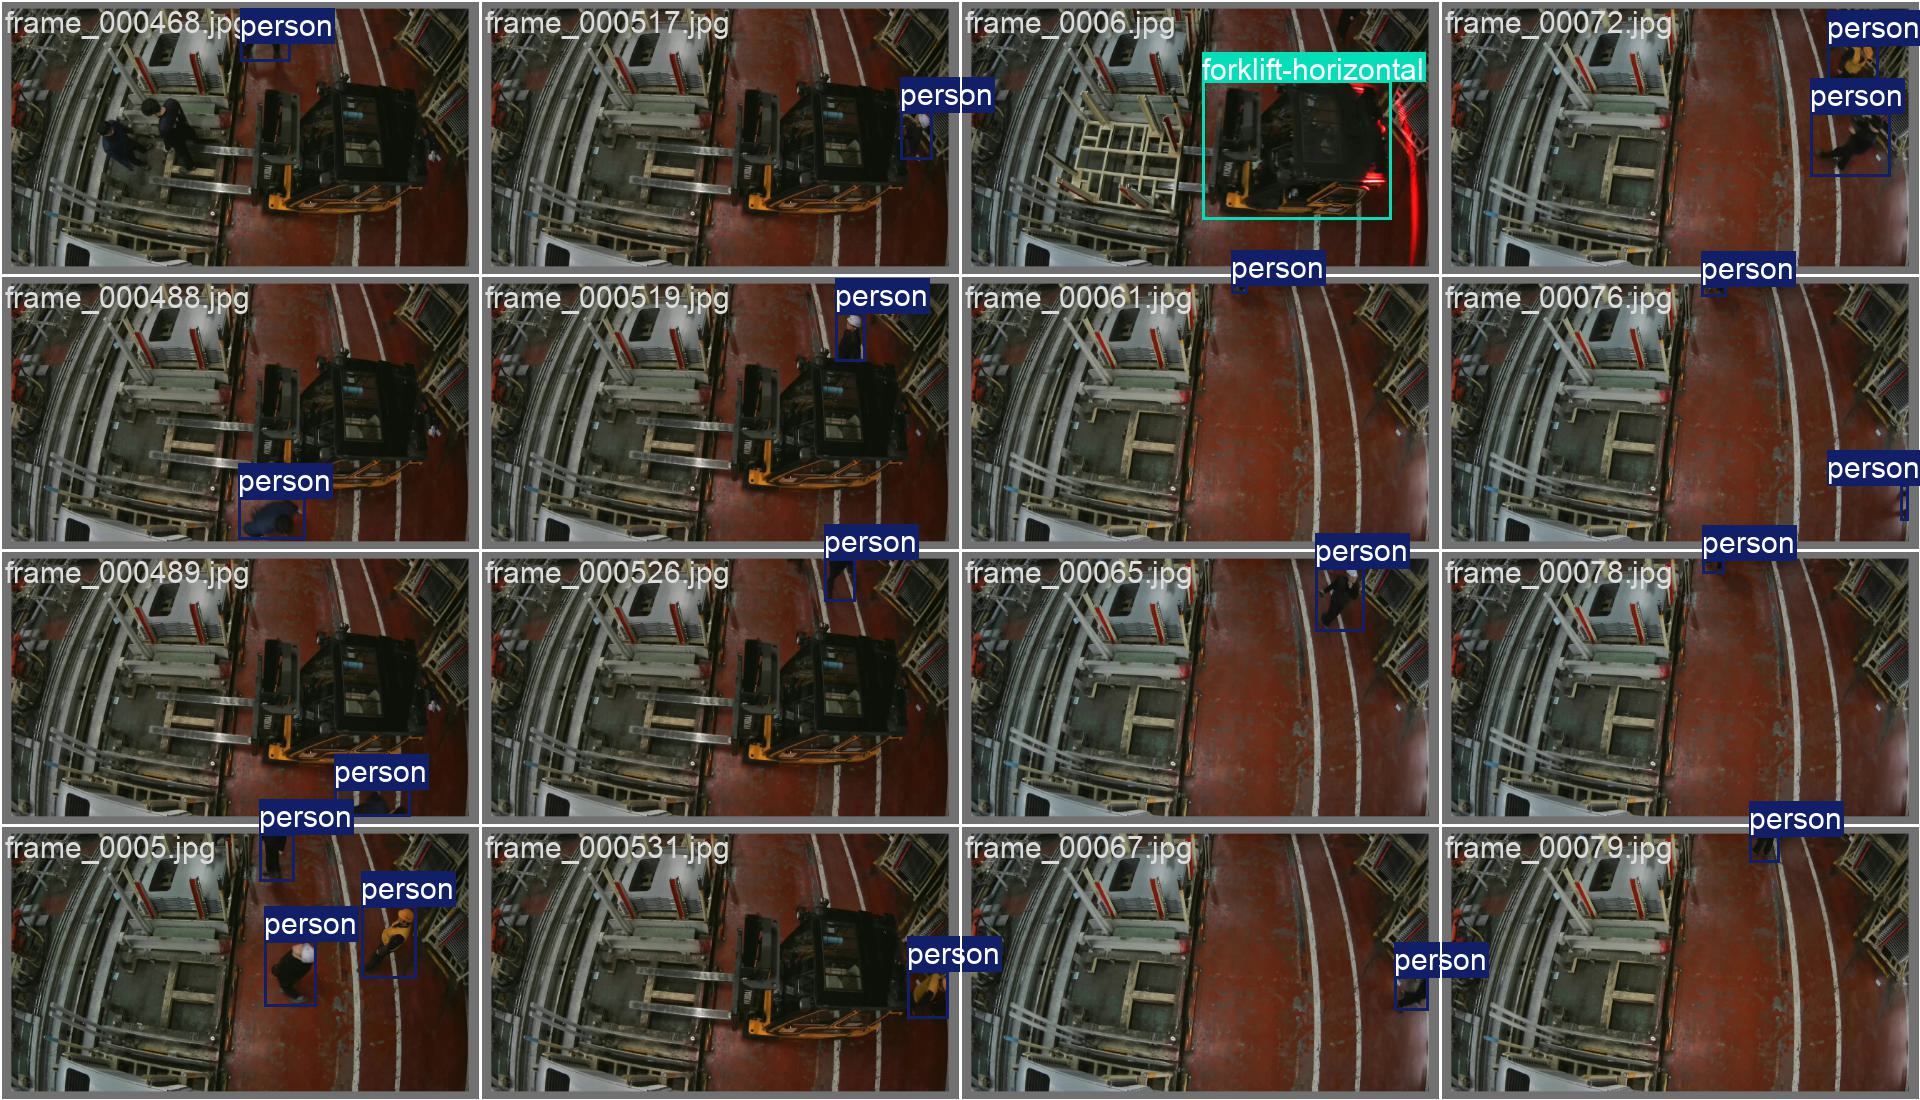 frame_000468.jpg
person
frame_000517.jpg
person
frame_0006.jpg
forklift-horizontal
frame_00072.jpg
person
person
frame_000488.jpg
person
frame_000519.jpg
person
frame_00061.jpg
person
frame_00076.jpg
person
person
frame_000489.jpg
person
frame_000526.jpg
person
frame_00065.jpg
person
frame_00078.jpg
person
frame_0005.jpg
person
person
person
frame_000531.jpg
person
frame_00067.jpg
person
frame_00079.jpg
person